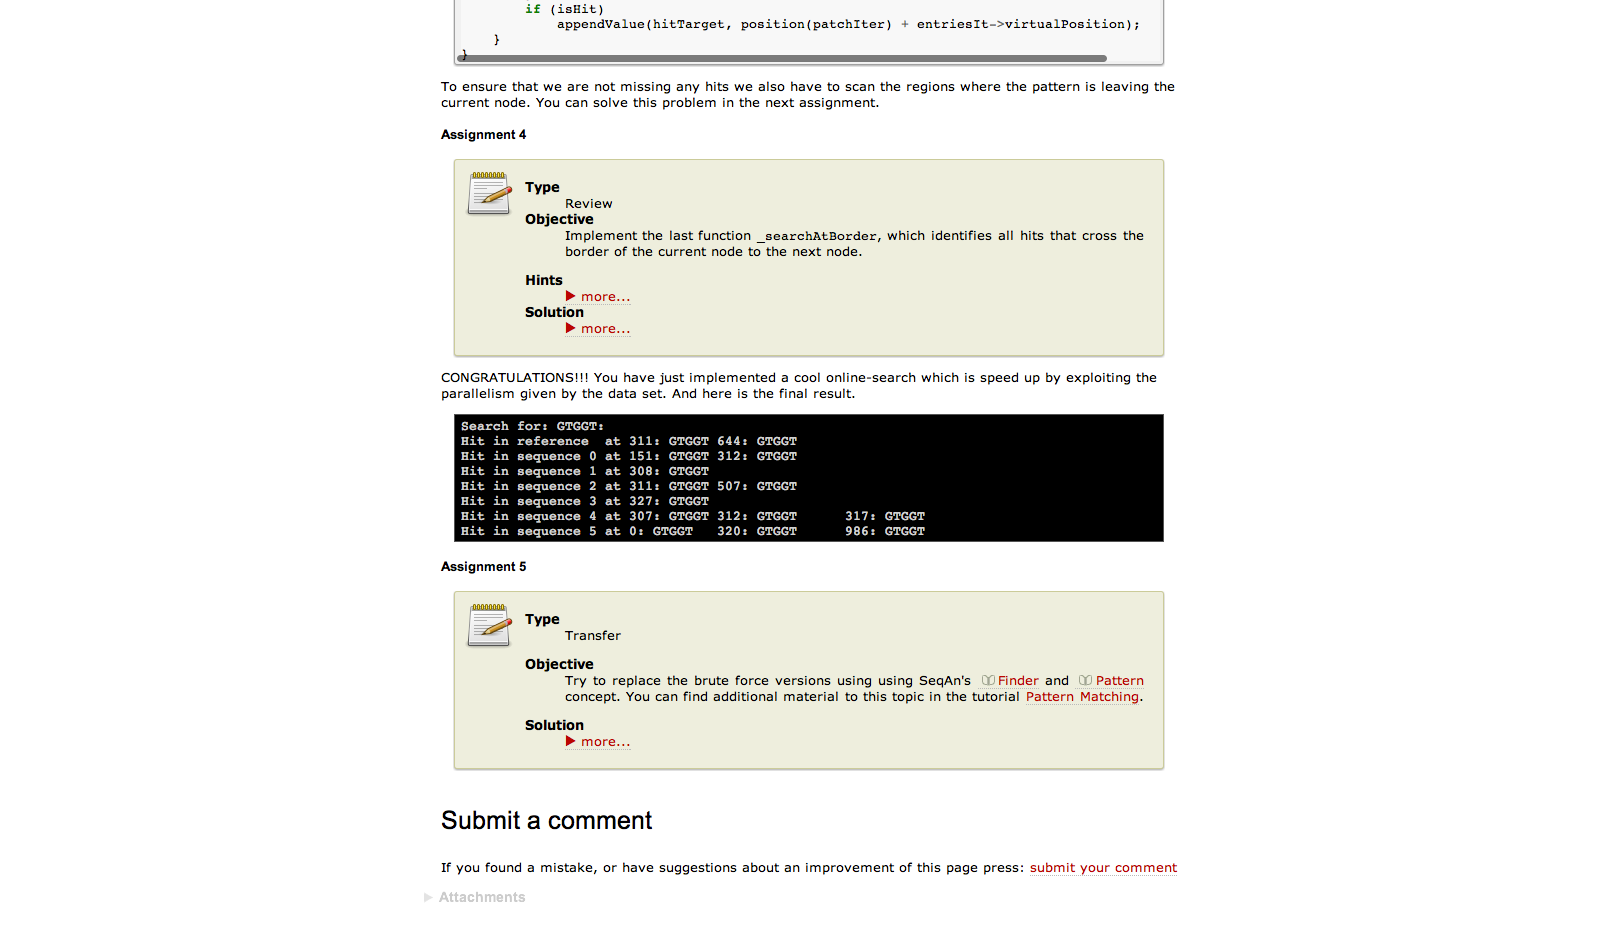 if (isHit)
appendValue(hitTarget, position(patchIter) + entriesIt->virtualPosition);
}
}
To ensure that we are not missing any hits we also have to scan the regions where the pattern is leaving the
current node. You can solve this problem in the next assignment.
Assignment 4
Type
Review
Objective
Implement the last function _searchAtBorder, which identifies all hits that cross the
border of the current node to the next node.
Hints
▶ more...
Solution
▶ more...
CONGRATULATIONS!!! You have just implemented a cool online-search which is speed up by exploiting the
parallelism given by the data set. And here is the final result.
Search for: GTGGT:
Hit in reference  at 311: GTGGT 644: GTGGT
Hit in sequence 0 at 151: GTGGT 312: GTGGT
Hit in sequence 1 at 308: GTGGT
Hit in sequence 2 at 311: GTGGT 507: GTGGT
Hit in sequence 3 at 327: GTGGT
Hit in sequence 4 at 307: GTGGT 312: GTGGT      317: GTGGT
Hit in sequence 5 at 0: GTGGT   320: GTGGT      986: GTGGT
Assignment 5
Type
Transfer
Objective
Try to replace the brute force versions using using SeqAn's Finder and Pattern
concept. You can find additional material to this topic in the tutorial Pattern Matching.
Solution
▶ more...
Submit a comment
If you found a mistake, or have suggestions about an improvement of this page press: submit your comment
▶ Attachments